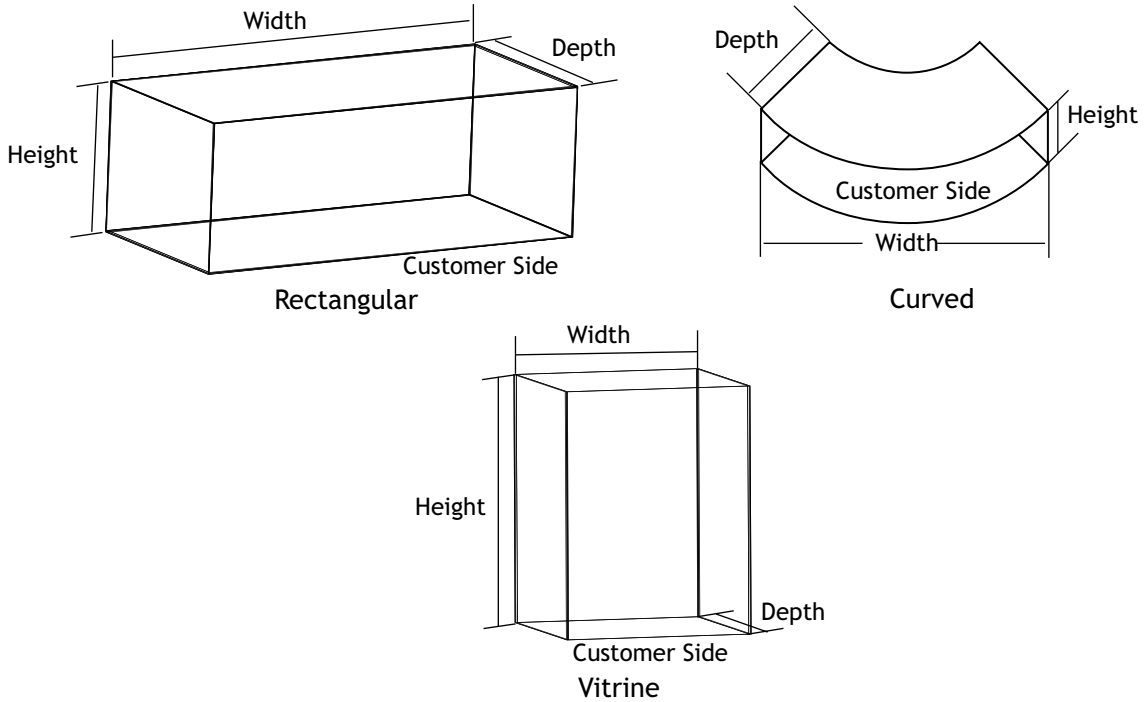 Width
Depth
Height
Customer Side
Rectangular
Depth
Height
Customer Side
Width
Curved
Width
Height
Depth
Customer Side
Vitrine